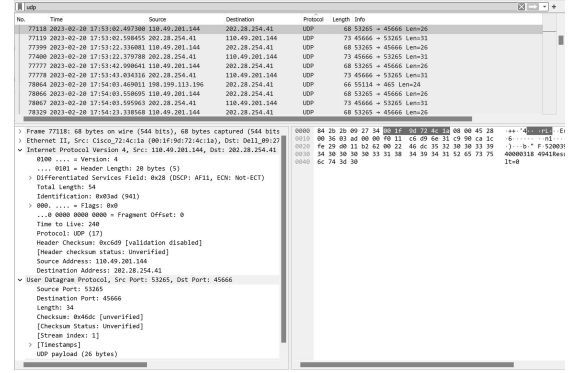 udp
No. Time Source Destination Protocol Length Info
77118 2023-02-20 17:53:02.497300 110.49.201.144 202.28.254.41 UDP 68 53265 → 45666 Len=26
77119 2023-02-20 17:53:02.598455 202.28.254.41 110.49.201.144 UDP 73 45666 → 53265 Len=31
77399 2023-02-20 17:53:22.336081 110.49.201.144 202.28.254.41 UDP 68 53265 → 45666 Len=26
77400 2023-02-20 17:53:22.379788 202.28.254.41 110.49.201.144 UDP 73 45666 → 53265 Len=31
77777 2023-02-20 17:53:42.990641 110.49.201.144 202.28.254.41 UDP 68 53265 → 45666 Len=26
77778 2023-02-20 17:53:43.034316 202.28.254.41 110.49.201.144 UDP 73 45666 → 53265 Len=31
78064 2023-02-20 17:54:03.469011 198.199.113.196 202.28.254.41 UDP 66 55114 → 465 Len=24
78066 2023-02-20 17:54:03.550695 110.49.201.144 202.28.254.41 UDP 68 53265 → 45666 Len=26
78067 2023-02-20 17:54:03.595963 202.28.254.41 110.49.201.144 UDP 73 45666 → 53265 Len=31
78329 2023-02-20 17:54:23.330568 110.49.201.144 202.28.254.41 UDP 68 53265 → 45666 Len=26
Frame 77118: 68 bytes on wire (544 bits), 68 bytes captured (544 bits
Ethernet II, Src: Cisco_72:4c:1a (00:1f:9d:72:4c:1a), Dst: Dell_09:27
Internet Protocol Version 4, Src: 110.49.201.144, Dst: 202.28.254.41
0100 .... = Version: 4
.... 0101 = Header Length: 20 bytes (5)
Differentiated Services Field: 0x28 (DSCP: AF11, ECN: Not-ECT)
Total Length: 54
Identification: 0x03ad (941)
000. .... = Flags: 0x0
...0 0000 0000 0000 = Fragment Offset: 0
Time to Live: 240
Protocol: UDP (17)
Header Checksum: 0xc6d9 [validation disabled]
[Header checksum status: Unverified]
Source Address: 110.49.201.144
Destination Address: 202.28.254.41
User Datagram Protocol, Src Port: 53265, Dst Port: 45666
Source Port: 53265
Destination Port: 45666
Length: 34
Checksum: 0x46dc [unverified]
[Checksum Status: Unverified]
[Stream index: 1]
[Timestamps]
UDP payload (26 bytes)
0000 84 2b 2b 09 27 34 00 1f 9d 72 4c 1a 08 00 45 28 ·++·'4·· ·rL···E(
0010 00 36 03 ad 00 00 f0 11 c6 d9 6e 31 c9 90 ca 1c ·6······ ··n1····
0020 fe 29 d0 11 b2 62 00 22 46 dc 35 32 30 30 33 39 ·)···b·" F·520039
0030 34 30 30 30 30 33 31 38 34 39 34 31 52 65 73 75 40000318 4941Resu
0040 6c 74 3d 30 lt=0